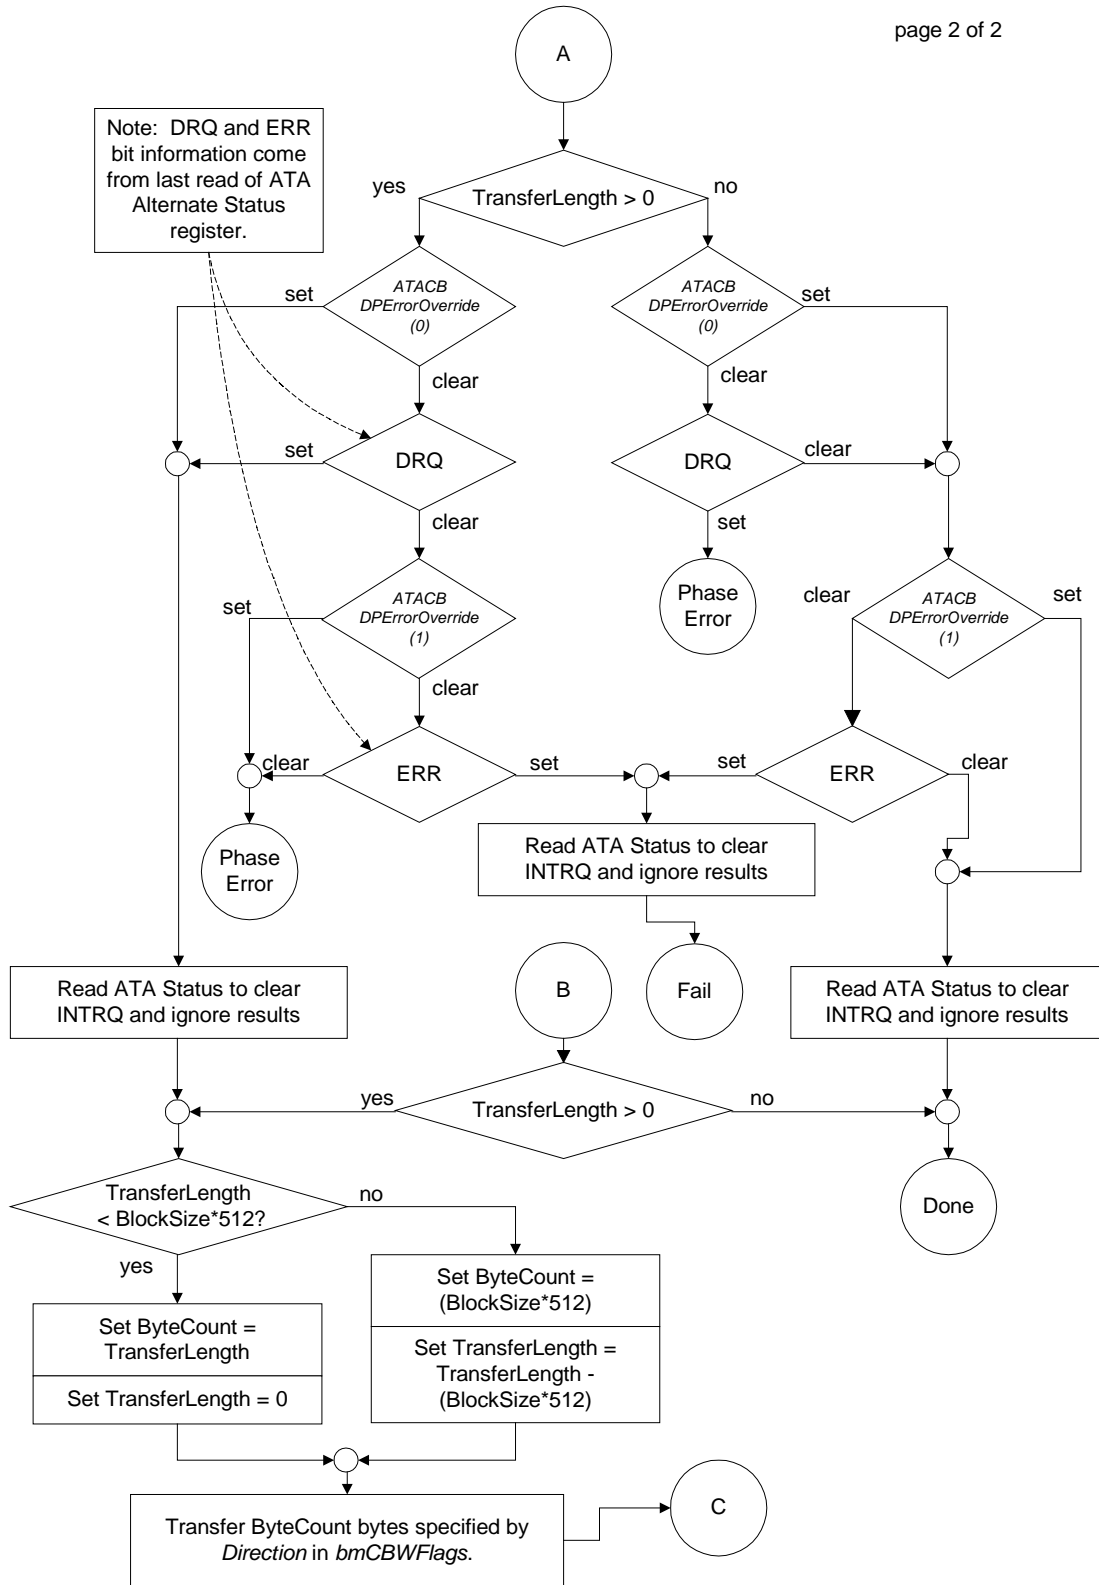 page 2 of 2
A
Note: DRQ and ERR
bit information come
from last read of ATA
Alternate Status
register.
yes
TransferLength > 0
no
set
ATACB
DPErrorOverride
(0)
ATACB
DPErrorOverride
(0)
set
clear
clear
set
DRQ
DRQ
clear
clear
set
set
ATACB
DPErrorOverride
(1)
Phase
Error
clear
ATACB
DPErrorOverride
(1)
set
clear
clear
ERR
set
set
ERR
clear
Phase
Error
Read ATA Status to clear
INTRQ and ignore results
Read ATA Status to clear
INTRQ and ignore results
B
Fail
Read ATA Status to clear
INTRQ and ignore results
yes
TransferLength > 0
no
TransferLength
< BlockSize*512?
no
Done
yes
Set ByteCount =
(BlockSize*512)
Set ByteCount =
TransferLength
Set TransferLength =
TransferLength -
(BlockSize*512)
Set TransferLength = 0
C
Transfer ByteCount bytes specified by
Direction in bmCBWFlags.